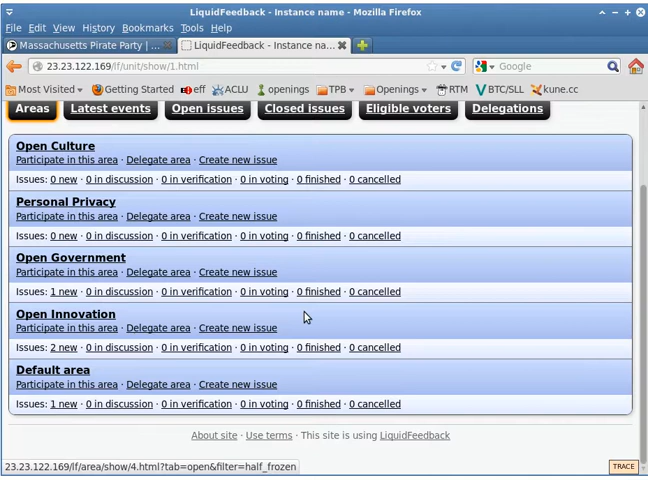 LiquidFeedback - Instance name - Mozilla Firefox
File Edit View History Bookmarks Tools Help
Massachusetts Pirate Party | ... LiquidFeedback - Instance na...
23.23.122.169/lf/unit/show/1.html Google
Most Visited Getting Started eff ACLU openings TPB Openings RTM BTC/SLL kune.cc
Areas Latest events Open issues Closed issues Eligible voters Delegations
Open Culture
Participate in this area · Delegate area · Create new issue
Issues: 0 new · 0 in discussion · 0 in verification · 0 in voting · 0 finished · 0 cancelled
Personal Privacy
Participate in this area · Delegate area · Create new issue
Issues: 0 new · 0 in discussion · 0 in verification · 0 in voting · 0 finished · 0 cancelled
Open Government
Participate in this area · Delegate area · Create new issue
Issues: 1 new · 0 in discussion · 0 in verification · 0 in voting · 0 finished · 0 cancelled
Open Innovation
Participate in this area · Delegate area · Create new issue
Issues: 2 new · 0 in discussion · 0 in verification · 0 in voting · 0 finished · 0 cancelled
Default area
Participate in this area · Delegate area · Create new issue
Issues: 1 new · 0 in discussion · 0 in verification · 0 in voting · 0 finished · 0 cancelled
About site · Use terms · This site is using LiquidFeedback
23.23.122.169/lf/area/show/4.html?tab=open&filter=half_frozen TRACE